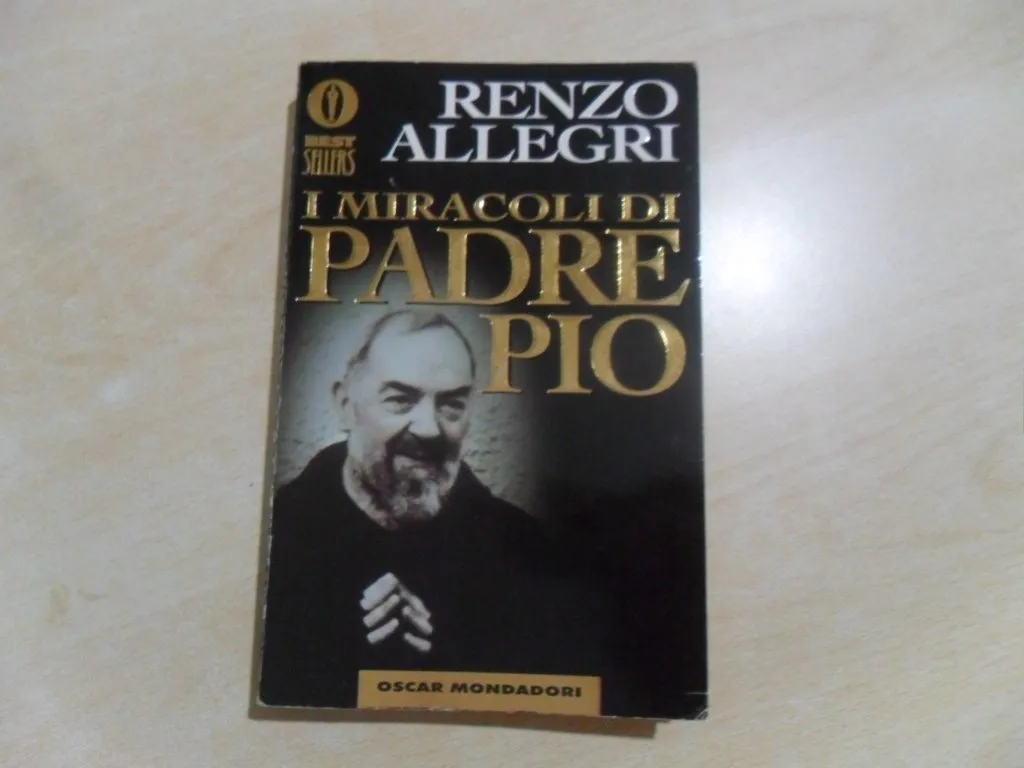 RENZO
ALLEGRI
BEST
SELLERS
I MIRACOLI DI
PADRE
PIO
OSCAR MONDADORI